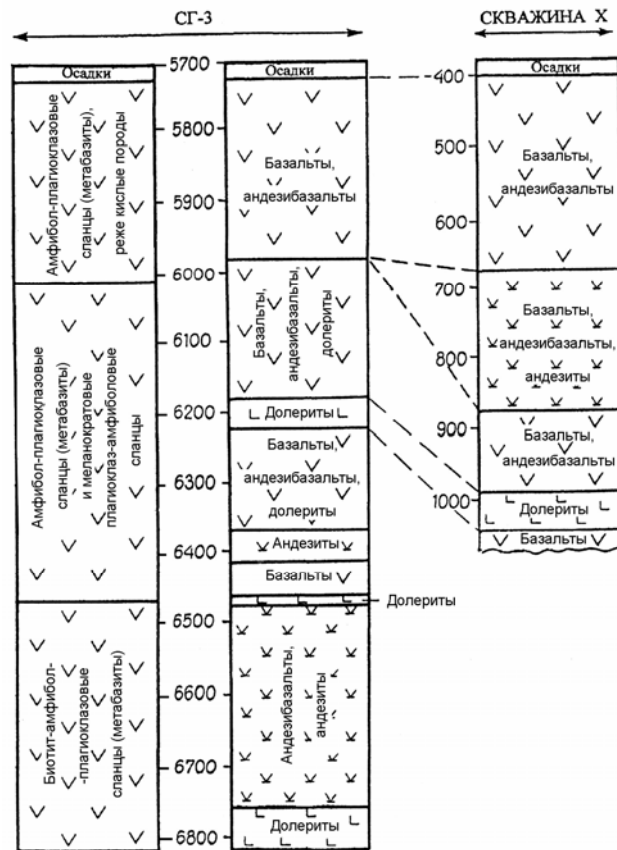 СГ-3
СКВАЖИНА X
Осадки
Амфибол-плагиоклазовые
сланцы (метабазиты),
реже кислые породы
Амфибол-плагиоклазовые
сланцы (метабазиты)
и меланократовые
плагиоклаз-амфиболовые
сланцы
Биотит-амфибол-
-плагиоклазовые
сланцы (метабазиты)
5700
5800
5900
6000
6100
6200
6300
6400
6500
6600
6700
6800
Осадки
Базальты,
андезибазальты
Базальты,
андезибазальты,
долериты
Долериты
Базальты,
андезибазальты,
долериты
Андезиты
Базальты
Долериты
Андезибазальты,
андезиты
Долериты
400
500
600
700
800
900
1000
Осадки
Базальты,
андезибазальты
Базальты,
андезибазальты,
андезиты
Базальты,
андезибазальты
Долериты
Базальты